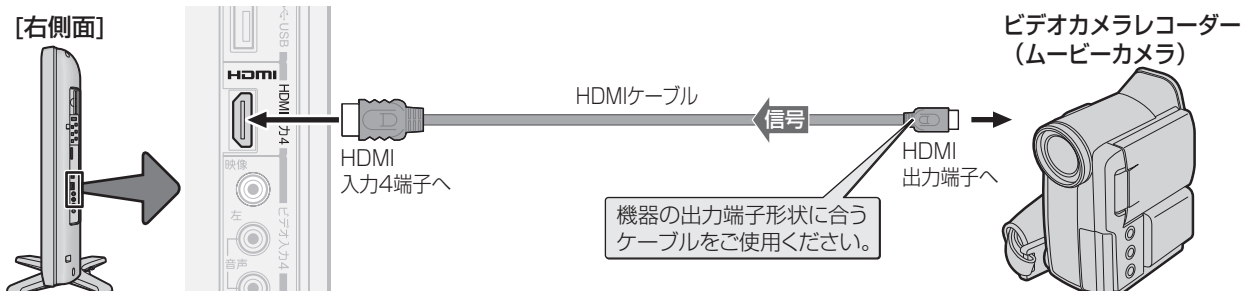 [右側面]
USB
HDMI
HDMI入力4
映像
左
音声
ビデオ入力4
HDMI
入力4端子へ
HDMIケーブル
信号
HDMI
出力端子へ
機器の出力端子形状に合う
ケーブルをご使用ください。
ビデオカメラレコーダー
（ムービーカメラ）